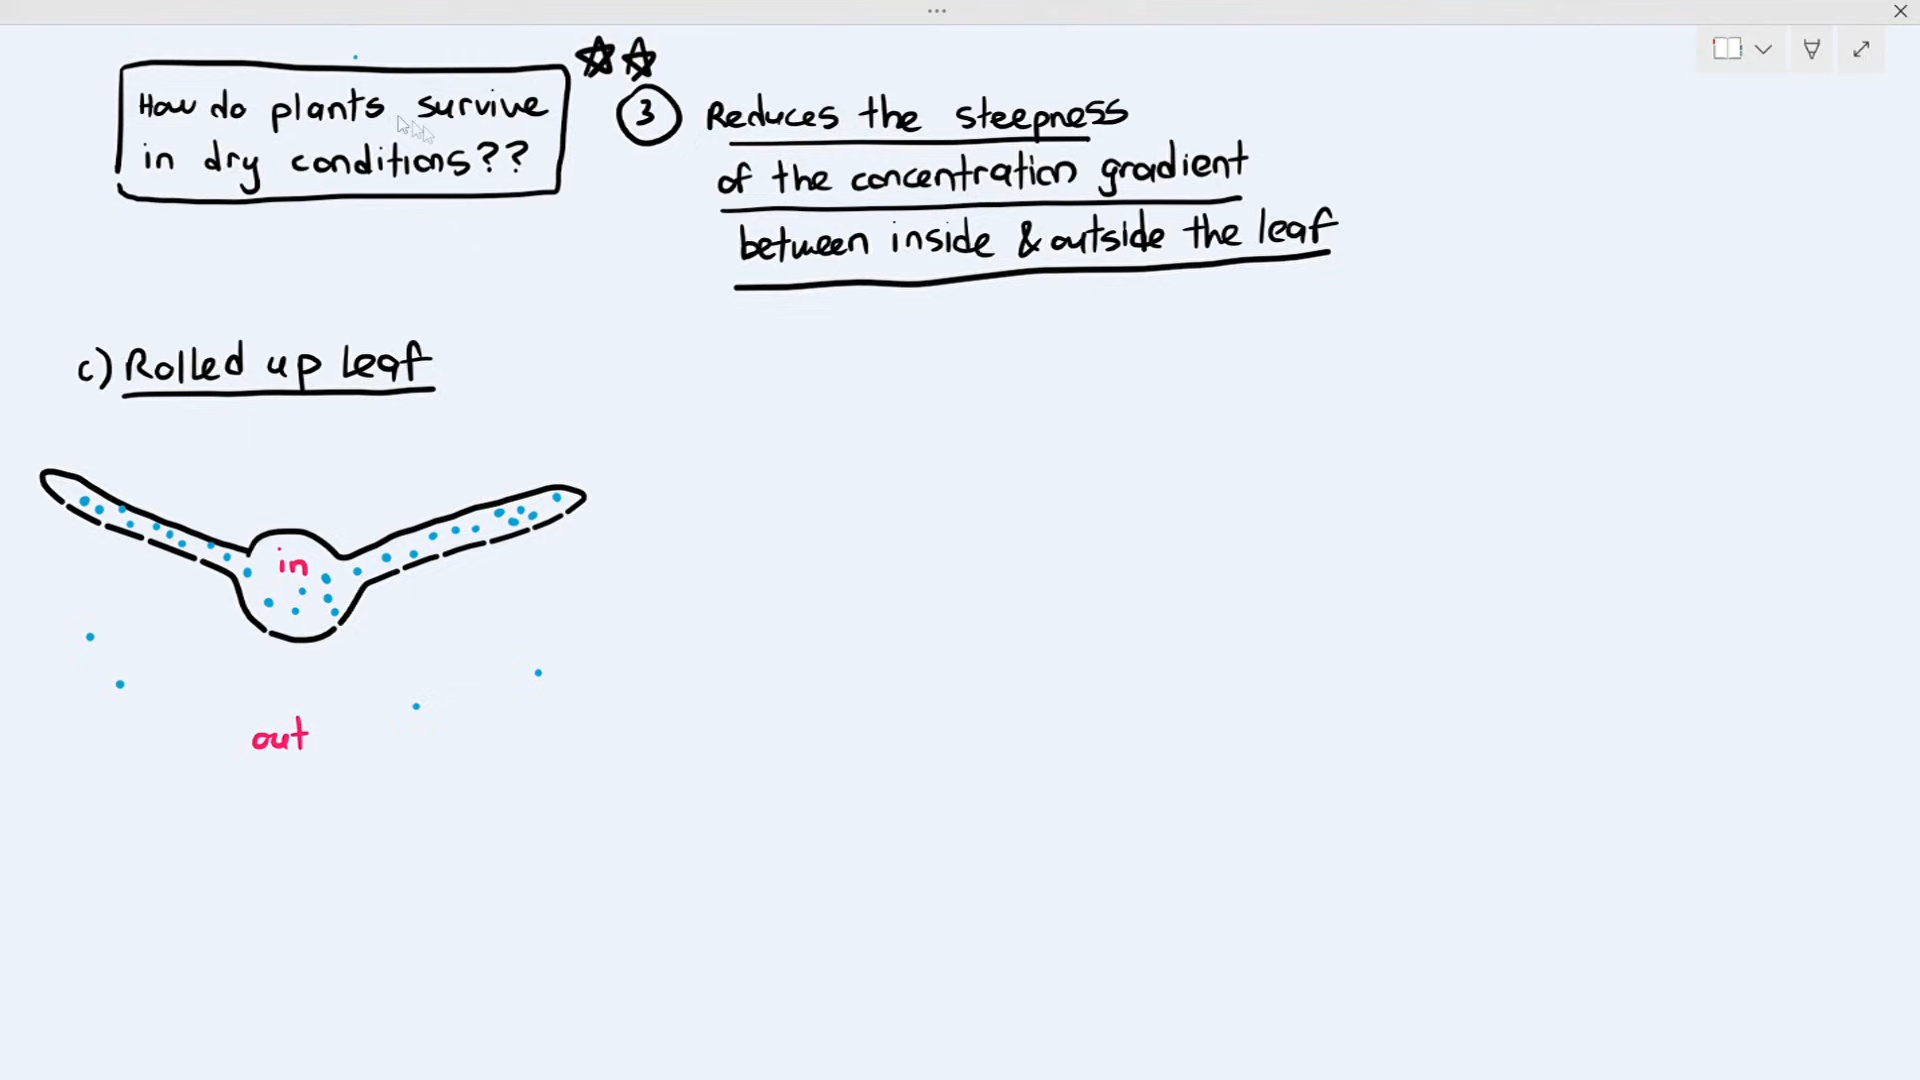 How do plants survive
in dry conditions??
3 Reduces the steepness
of the concentration gradient
between inside & outside the leaf
c) Rolled up leaf
in
out